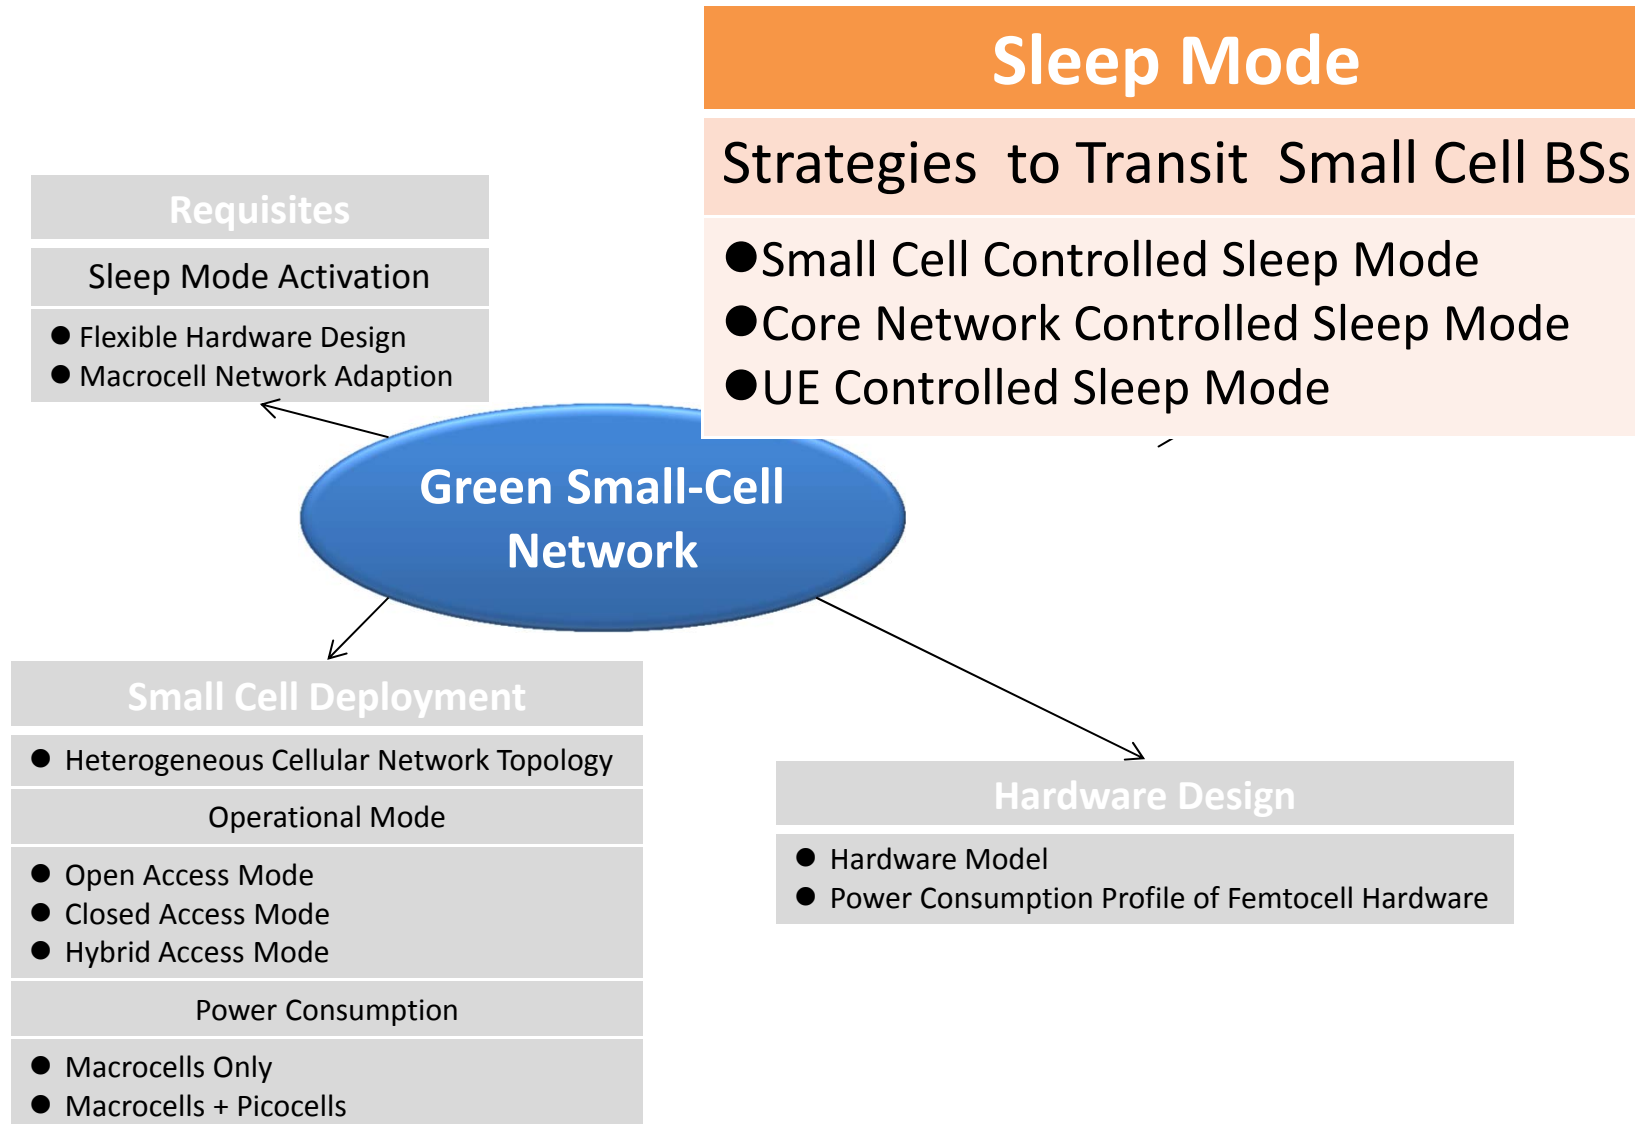 Sleep Mode
Strategies to Transit Small Cell BSs
●Small Cell Controlled Sleep Mode
●Core Network Controlled Sleep Mode
●UE Controlled Sleep Mode
Requisites
Sleep Mode Activation
● Flexible Hardware Design
● Macrocell Network Adaption
Green Small-Cell
Network
Small Cell Deployment
● Heterogeneous Cellular Network Topology
Operational Mode
● Open Access Mode
● Closed Access Mode
● Hybrid Access Mode
Power Consumption
● Macrocells Only
● Macrocells + Picocells
Hardware Design
● Hardware Model
● Power Consumption Profile of Femtocell Hardware